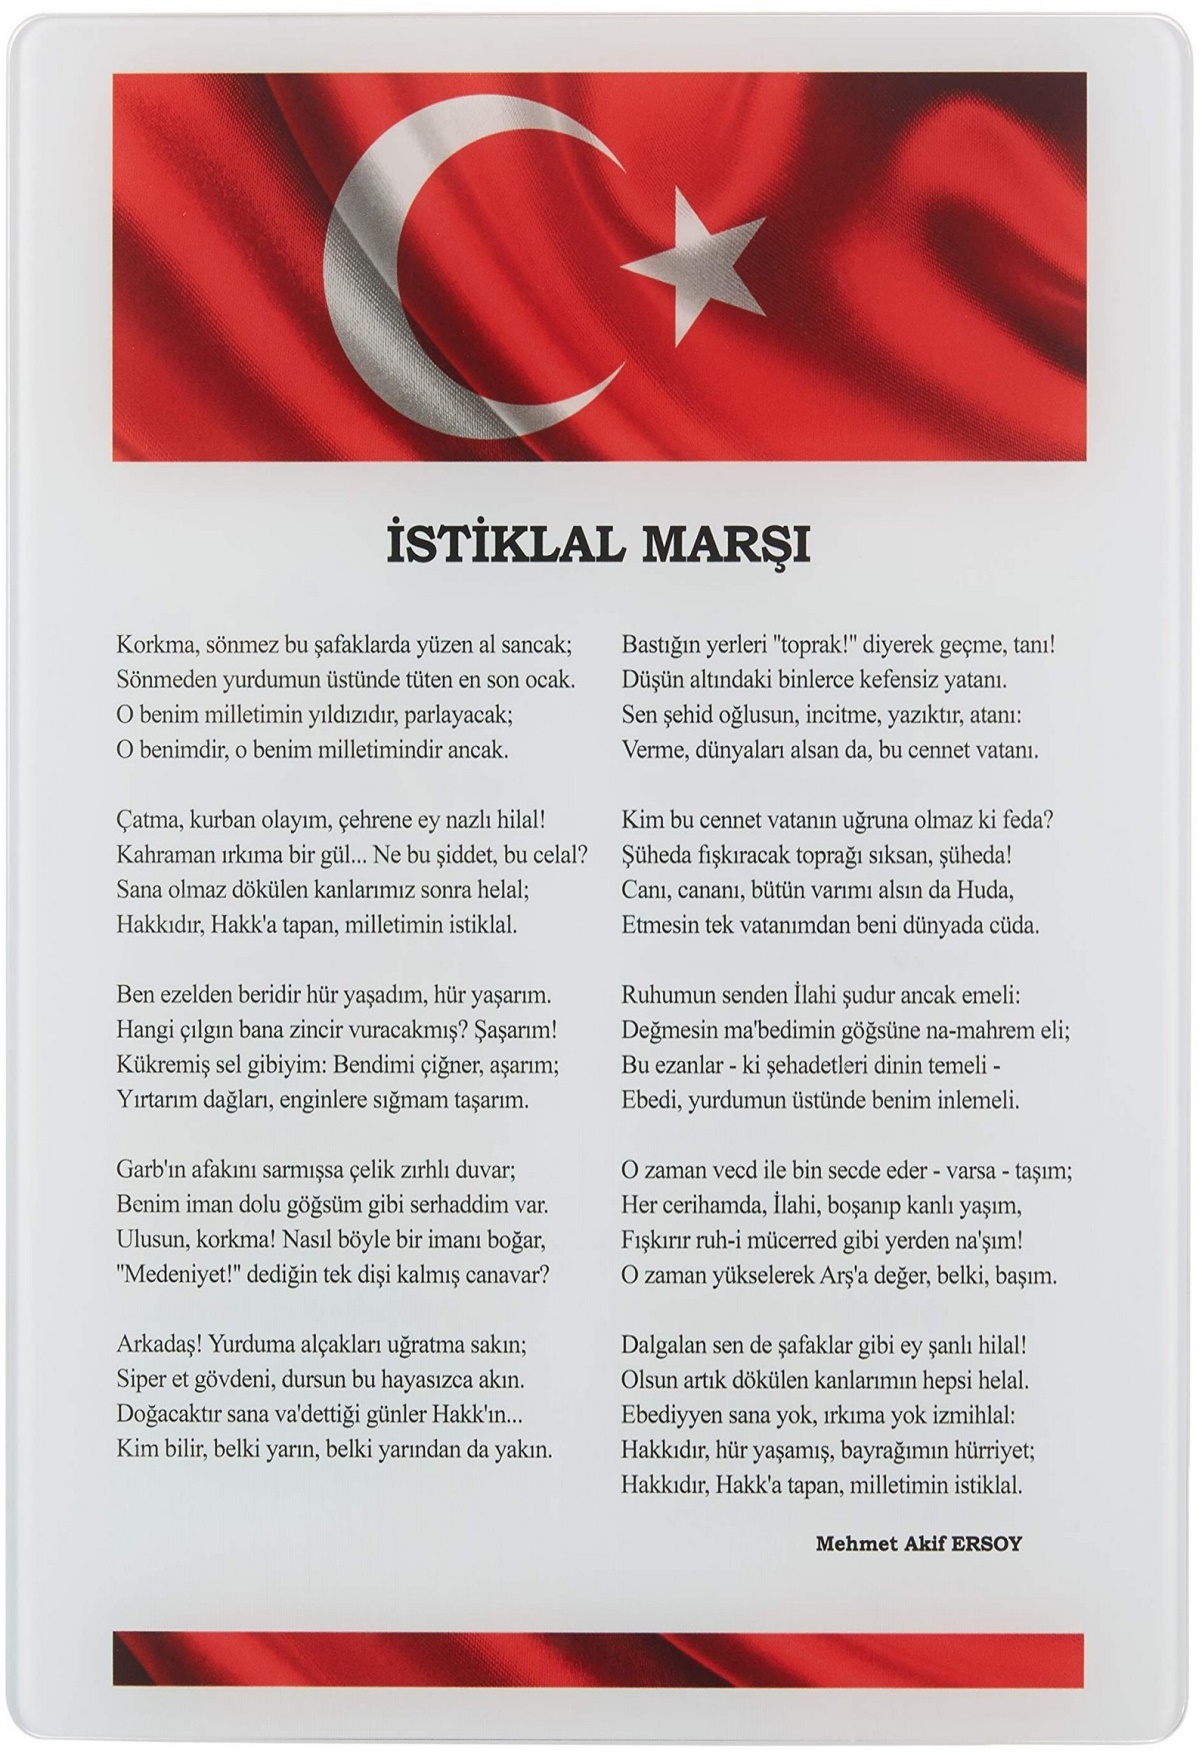 İSTİKLAL MARŞI
Korkma, sönmez bu şafaklarda yüzen al sancak;
Sönmeden yurdumun üstünde tüten en son ocak.
O benim milletimin yıldızıdır, parlayacak;
O benimdir, o benim milletimindir ancak.
Çatma, kurban olayım, çehrene ey nazlı hilal!
Kahraman ırkıma bir gül... Ne bu şiddet, bu celal?
Sana olmaz dökülen kanlarımız sonra helal;
Hakkıdır, Hakk'a tapan, milletimin istiklal.
Ben ezelden beridir hür yaşadım, hür yaşarım.
Hangi çılgın bana zincir vuracakmış? Şaşarım!
Kükremiş sel gibiyim: Bendimi çiğner, aşarım;
Yırtarım dağları, enginlere sığmam taşarım.
Garb'ın afakını sarmışsa çelik zırhlı duvar;
Benim iman dolu göğsüm gibi serhaddim var.
Ulusun, korkma! Nasıl böyle bir imanı boğar,
"Medeniyet!" dediğin tek dişi kalmış canavar?
Arkadaş! Yurduma alçakları uğratma sakın;
Siper et gövdeni, dursun bu hayasızca akın.
Doğacaktır sana va'dettiği günler Hakk'ın...
Kim bilir, belki yarın, belki yarından da yakın.
Bastığın yerleri "toprak!" diyerek geçme, tanı!
Düşün altındaki binlerce kefensiz yatanı.
Sen şehid oğlusun, incitme, yazıktır, atanı:
Verme, dünyaları alsan da, bu cennet vatanı.
Kim bu cennet vatanın uğruna olmaz ki feda?
Şüheda fışkıracak toprağı sıksan, şüheda!
Canı, cananı, bütün varımı alsın da Huda,
Etmesin tek vatanımdan beni dünyada cüda.
Ruhumun senden İlahi şudur ancak emeli:
Değmesin ma'bedimin göğsüne na-mahrem eli;
Bu ezanlar - ki şehadetleri dinin temeli -
Ebedi, yurdumun üstünde benim inlemeli.
O zaman vecd ile bin secde eder - varsa - taşım;
Her cerihamda, İlahi, boşanıp kanlı yaşım,
Fışkırır ruh-i mücerred gibi yerden na'şım!
O zaman yükselerek Arş'a değer, belki, başım.
Dalgalan sen de şafaklar gibi ey şanlı hilal!
Olsun artık dökülen kanlarımın hepsi helal.
Ebediyyen sana yok, ırkıma yok izmihlal:
Hakkıdır, hür yaşamış, bayrağımın hürriyet;
Hakkıdır, Hakk'a tapan, milletimin istiklal.
Mehmet Akif ERSOY